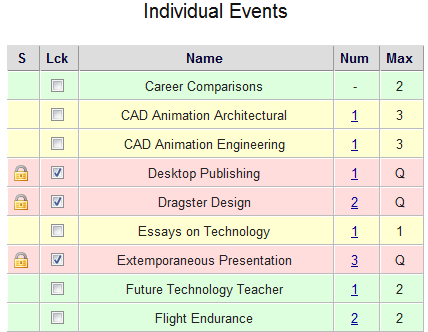 Individual Events
S Lck Name Num Max
Career Comparisons - 2
CAD Animation Architectural 1 3
CAD Animation Engineering 1 3
Desktop Publishing 1 Q
Dragster Design 2 Q
Essays on Technology 1 1
Extemporaneous Presentation 3 Q
Future Technology Teacher 1 2
Flight Endurance 2 2